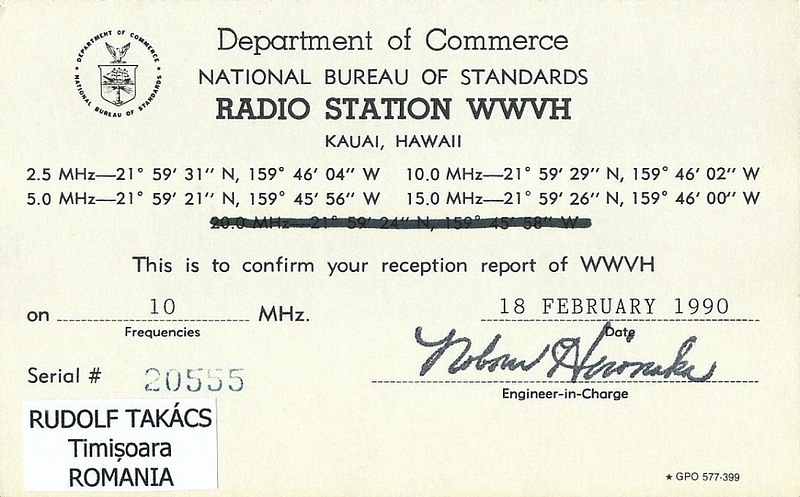 DEPARTMENT OF COMMERCE
NATIONAL BUREAU OF STANDARDS
Department of Commerce
NATIONAL BUREAU OF STANDARDS
RADIO STATION WWVH
KAUAI, HAWAII
2.5 MHz—21° 59′ 31″ N, 159° 46′ 04″ W 10.0 MHz—21° 59′ 29″ N, 159° 46′ 02″ W
5.0 MHz—21° 59′ 21″ N, 159° 45′ 56″ W 15.0 MHz—21° 59′ 26″ N, 159° 46′ 00″ W
20.0 MHz—21° 59′ 24″ N, 159° 45′ 58″ W
This is to confirm your reception report of WWVH
on 10 MHz. 18 FEBRUARY 1990
Frequencies Date
Serial # 20555 Nobom Hironaka
Engineer-in-Charge
RUDOLF TAKÁCS
Timișoara
ROMANIA
★ GPO 577-399